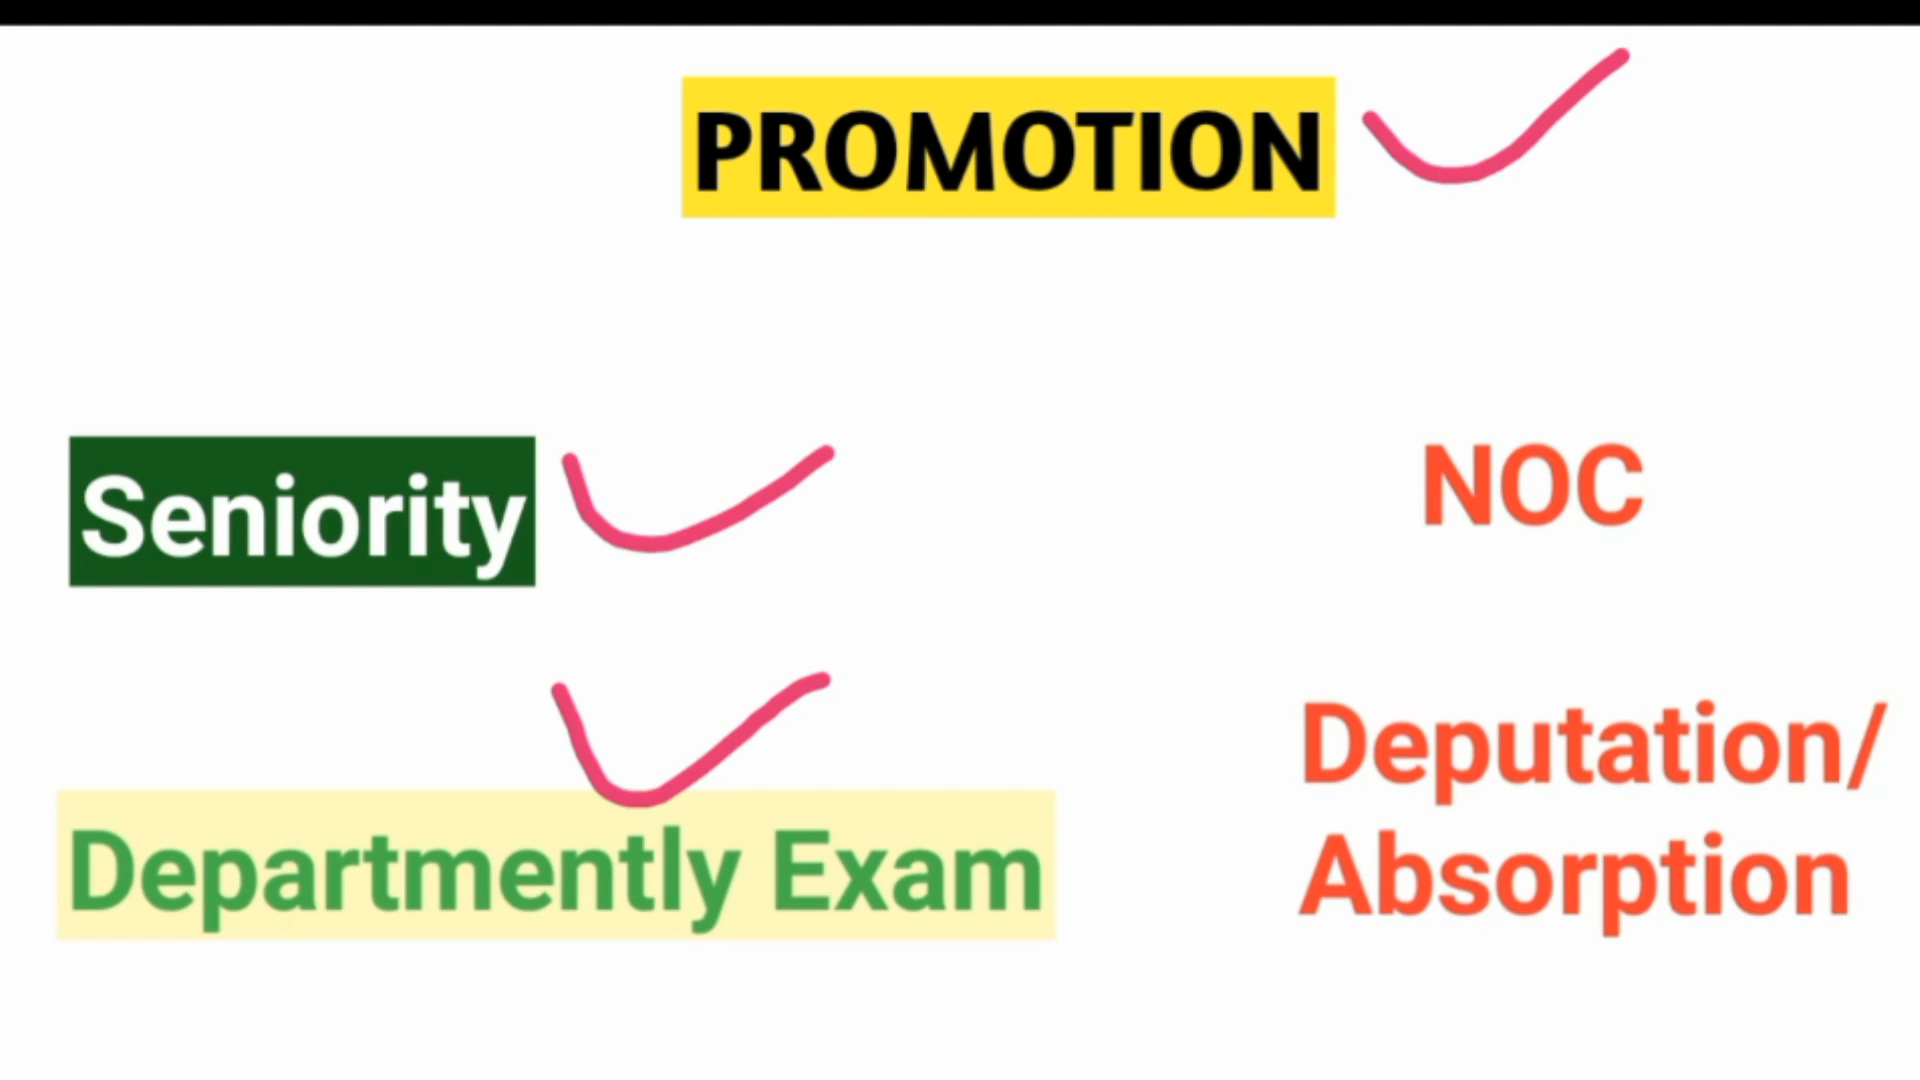 PROMOTION
Seniority
NOC
Departmently Exam
Deputation/
Absorption